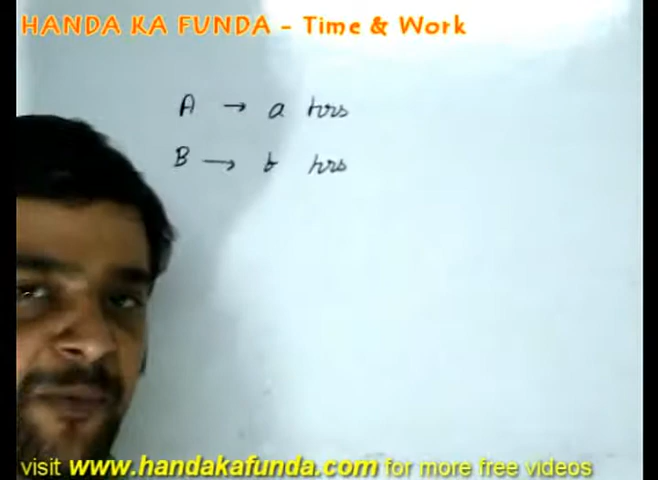 HANDA KA FUNDA - Time & Work
A → a hrs
B → b hrs
visit www.handakafunda.com for more free videos